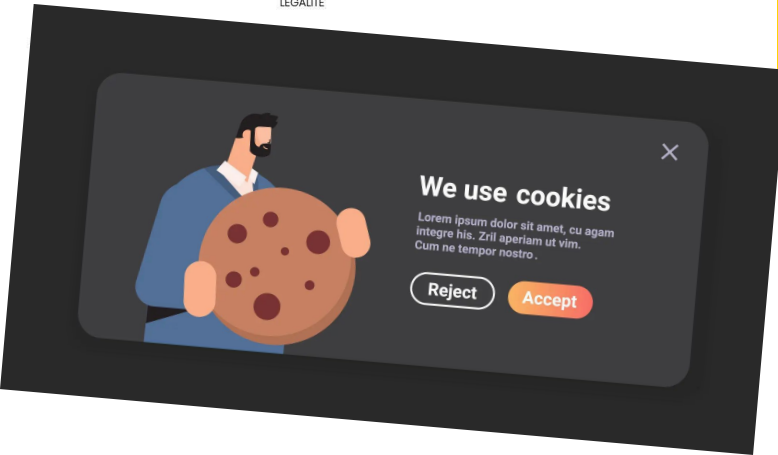 LÉGALITÉ
We use cookies
Lorem ipsum dolor sit amet, cu agam
integre his. Zril aperiam ut vim.
Cum ne tempor nostro.
Reject
Accept